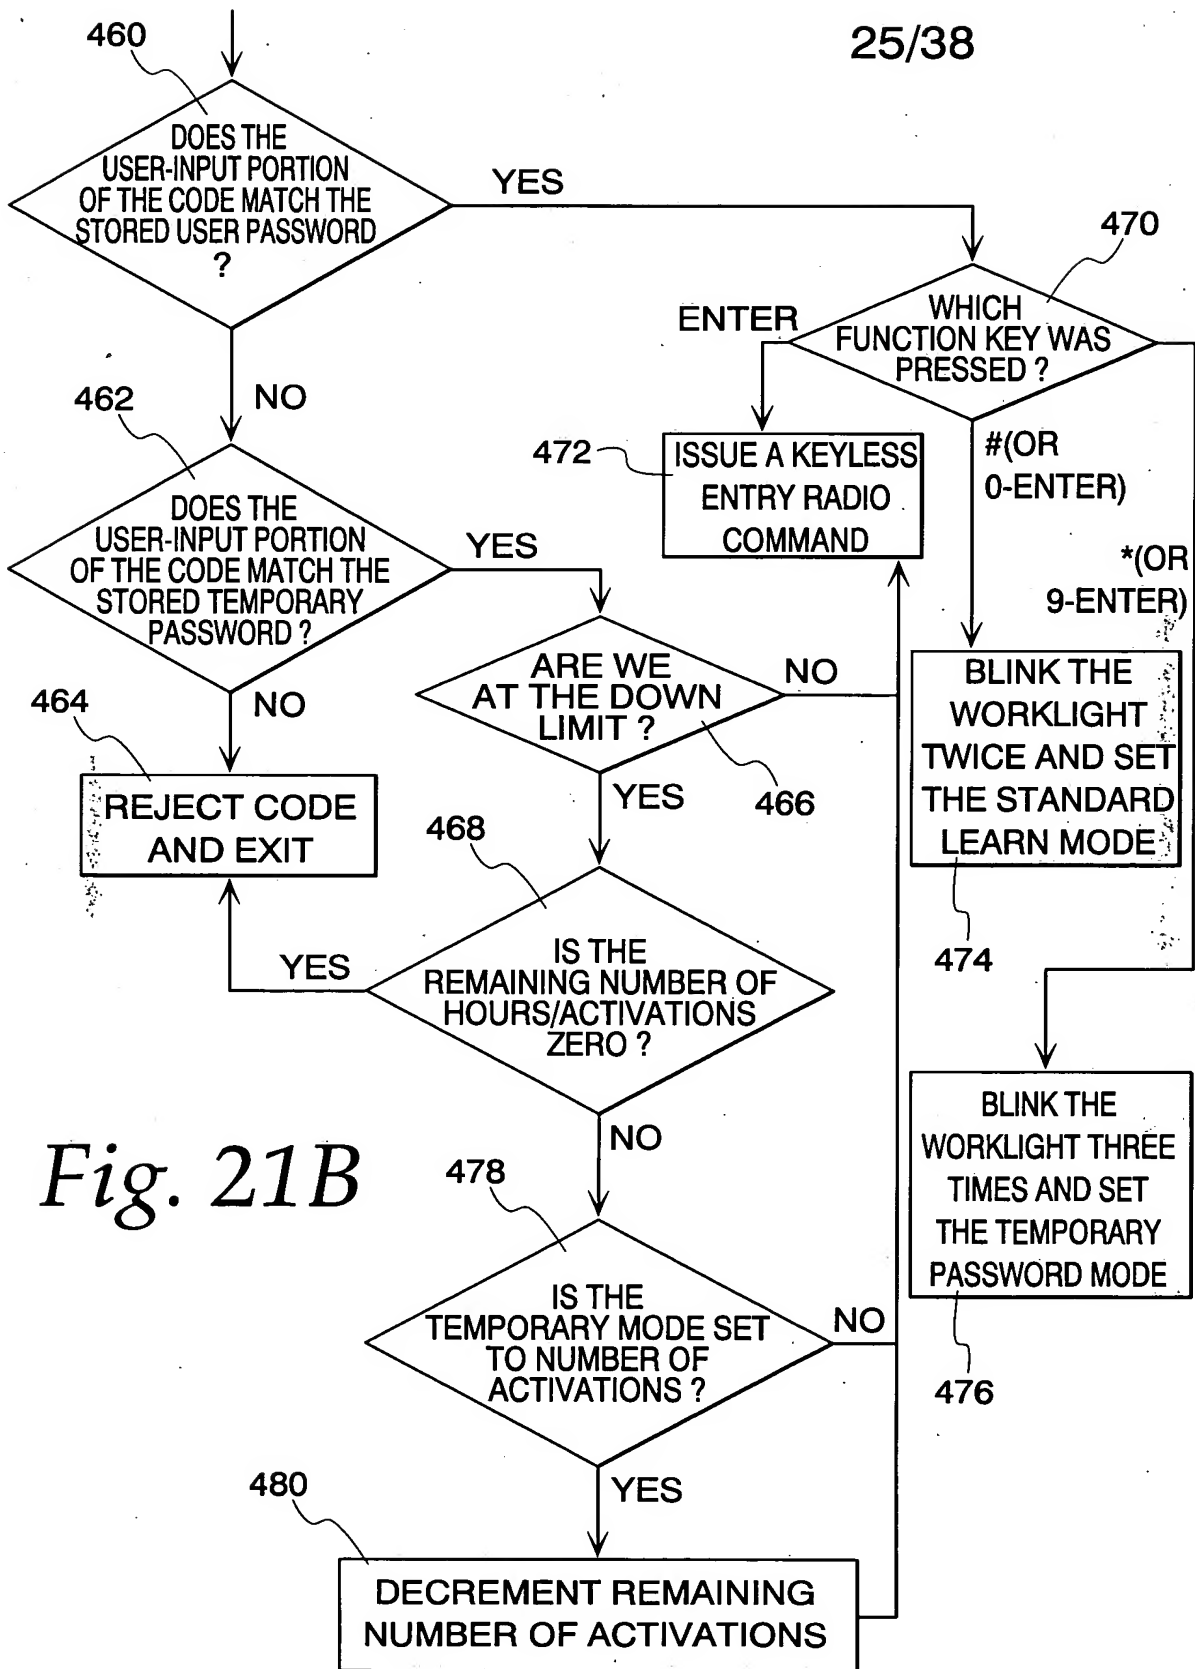 25/38
460
DOES THE
USER-INPUT PORTION
OF THE CODE MATCH THE
STORED USER PASSWORD
?
YES
NO
470
WHICH
FUNCTION KEY WAS
PRESSED ?
ENTER
#(OR
0-ENTER)
*(OR
9-ENTER)
472
ISSUE A KEYLESS
ENTRY RADIO
COMMAND
462
DOES THE
USER-INPUT PORTION
OF THE CODE MATCH THE
STORED TEMPORARY
PASSWORD ?
YES
NO
464
REJECT CODE
AND EXIT
ARE WE
AT THE DOWN
LIMIT ?
NO
YES
466
BLINK THE
WORKLIGHT
TWICE AND SET
THE STANDARD
LEARN MODE
474
468
IS THE
REMAINING NUMBER OF
HOURS/ACTIVATIONS
ZERO ?
YES
NO
BLINK THE
WORKLIGHT THREE
TIMES AND SET
THE TEMPORARY
PASSWORD MODE
476
Fig. 21B
478
IS THE
TEMPORARY MODE SET
TO NUMBER OF
ACTIVATIONS ?
NO
YES
480
DECREMENT REMAINING
NUMBER OF ACTIVATIONS